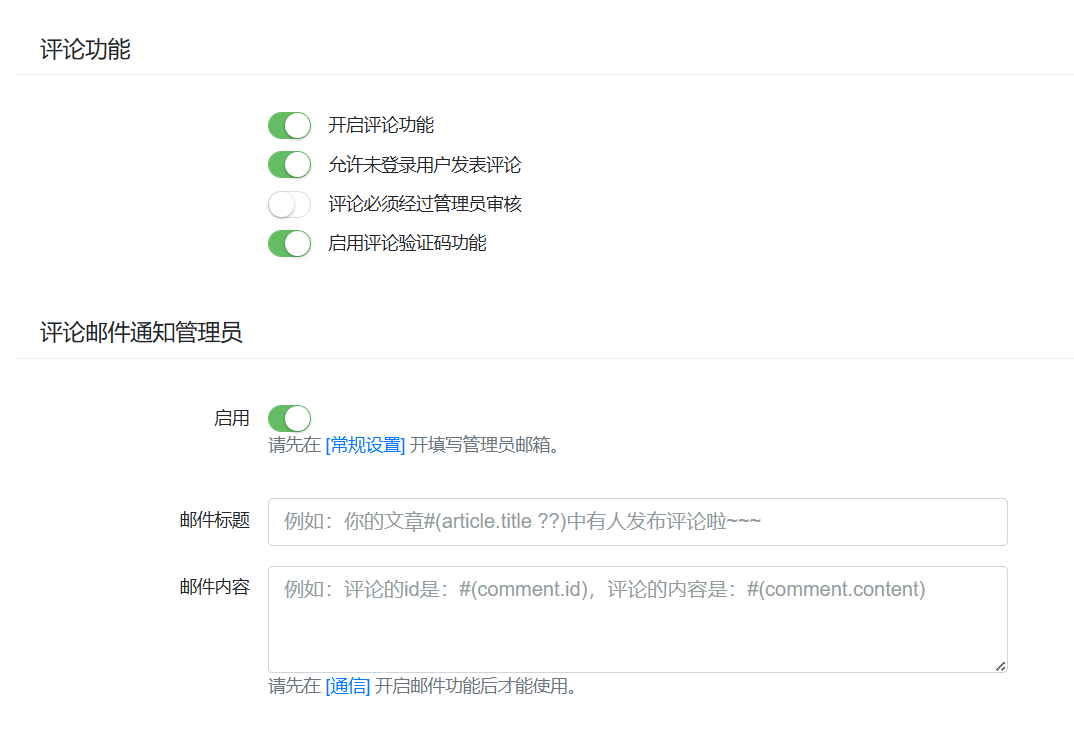 评论功能
开启评论功能
允许未登录用户发表评论
评论必须经过管理员审核
启用评论验证码功能
评论邮件通知管理员
启用
请先在 [常规设置] 开填写管理员邮箱。
邮件标题
例如：你的文章#(article.title ??)中有人发布评论啦~~~
邮件内容
例如：评论的id是：#(comment.id)，评论的内容是：#(comment.content)
请先在 [通信] 开启邮件功能后才能使用。